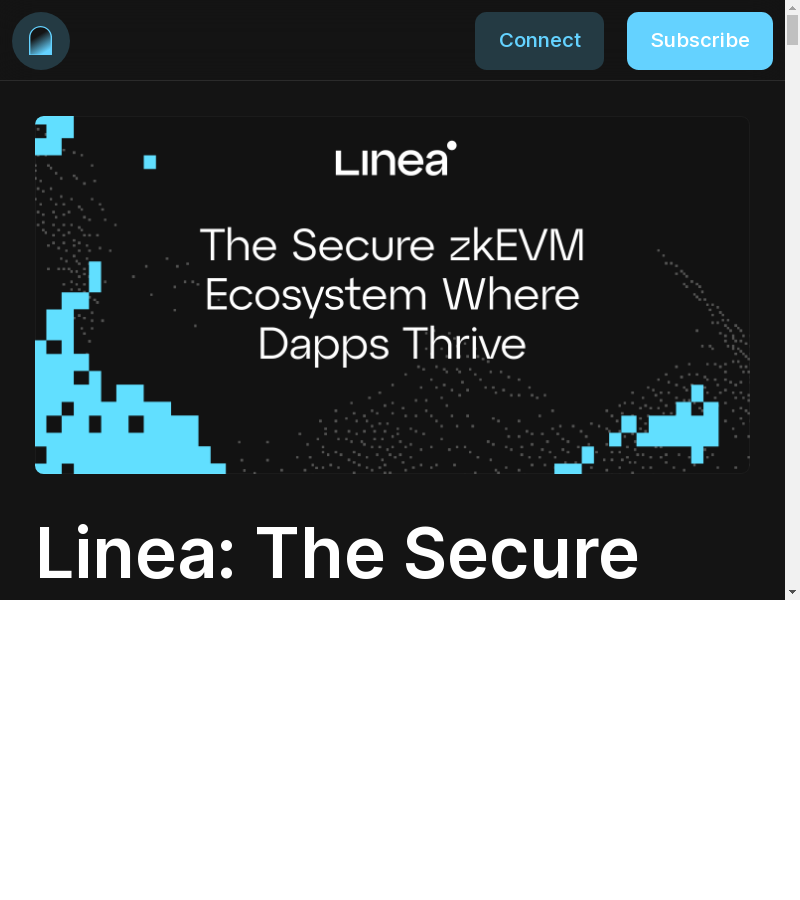 Connect
Subscribe
Linea
The Secure zkEVM
Ecosystem Where
Dapps Thrive
Linea: The Secure